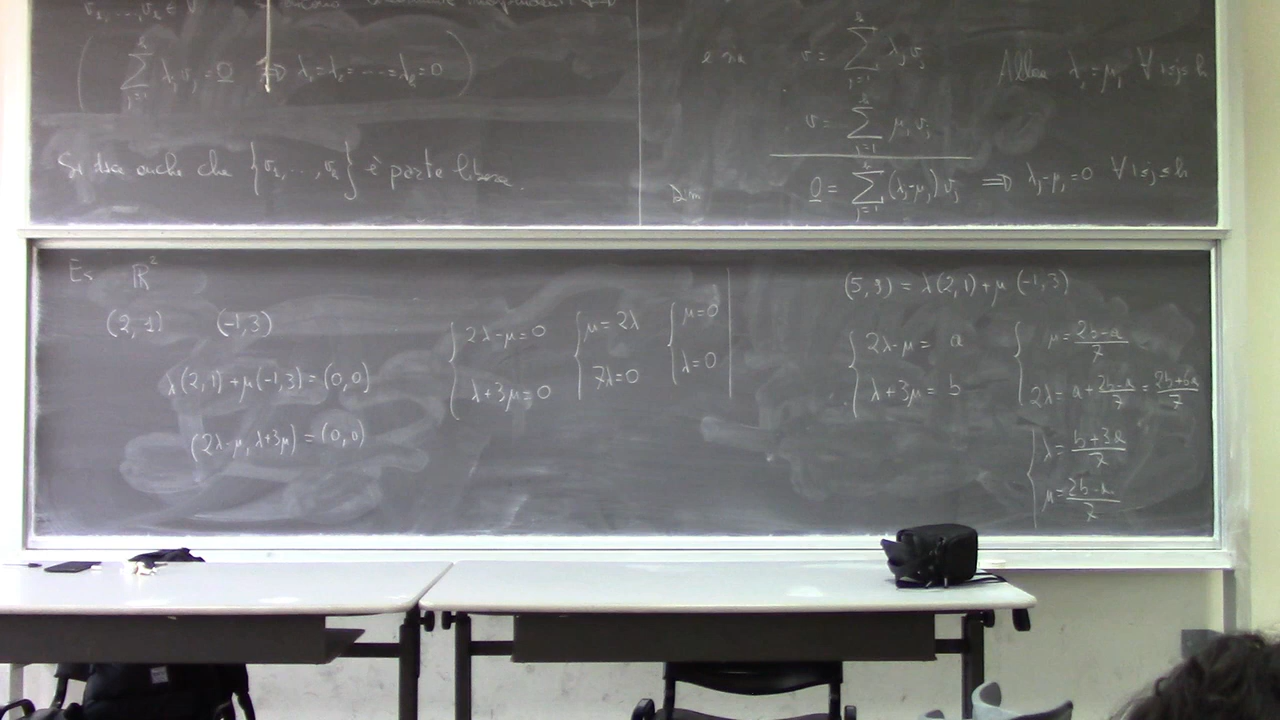 v₁, ..., v_k ∈ V
( ∑_{j=1}^{k} λ_j v_j = 0 ⟹ λ₁ = λ₂ = ... = λ_k = 0 )
Si dice anche che {v₁, ..., v_k} è parte libera.
e sia v = ∑_{j=1}^{k} λ_j v_j
Allora λ_j = μ_j ∀ 1≤j≤k
v = ∑_{j=1}^{k} μ_j v_j
Dim 0 = ∑_{j=1}^{k} (λ_j-μ_j) v_j ⟹ λ_j-μ_j = 0 ∀ 1≤j≤k
Es ℝ²
(2,1) (-1,3)
λ(2,1)+μ(-1,3)=(0,0)
(2λ-μ, λ+3μ)=(0,0)
{ 2λ-μ=0
λ+3μ=0
{ μ=2λ
7λ=0
{ μ=0
λ=0
(5,9) = λ(2,1)+μ(-1,3)
{ 2λ-μ = a
λ+3μ = b
{ μ = (2b-a)/7
2λ = a + (2b-a)/7 = (2b+6a)/7
{ λ = (b+3a)/7
μ = (2b-a)/7